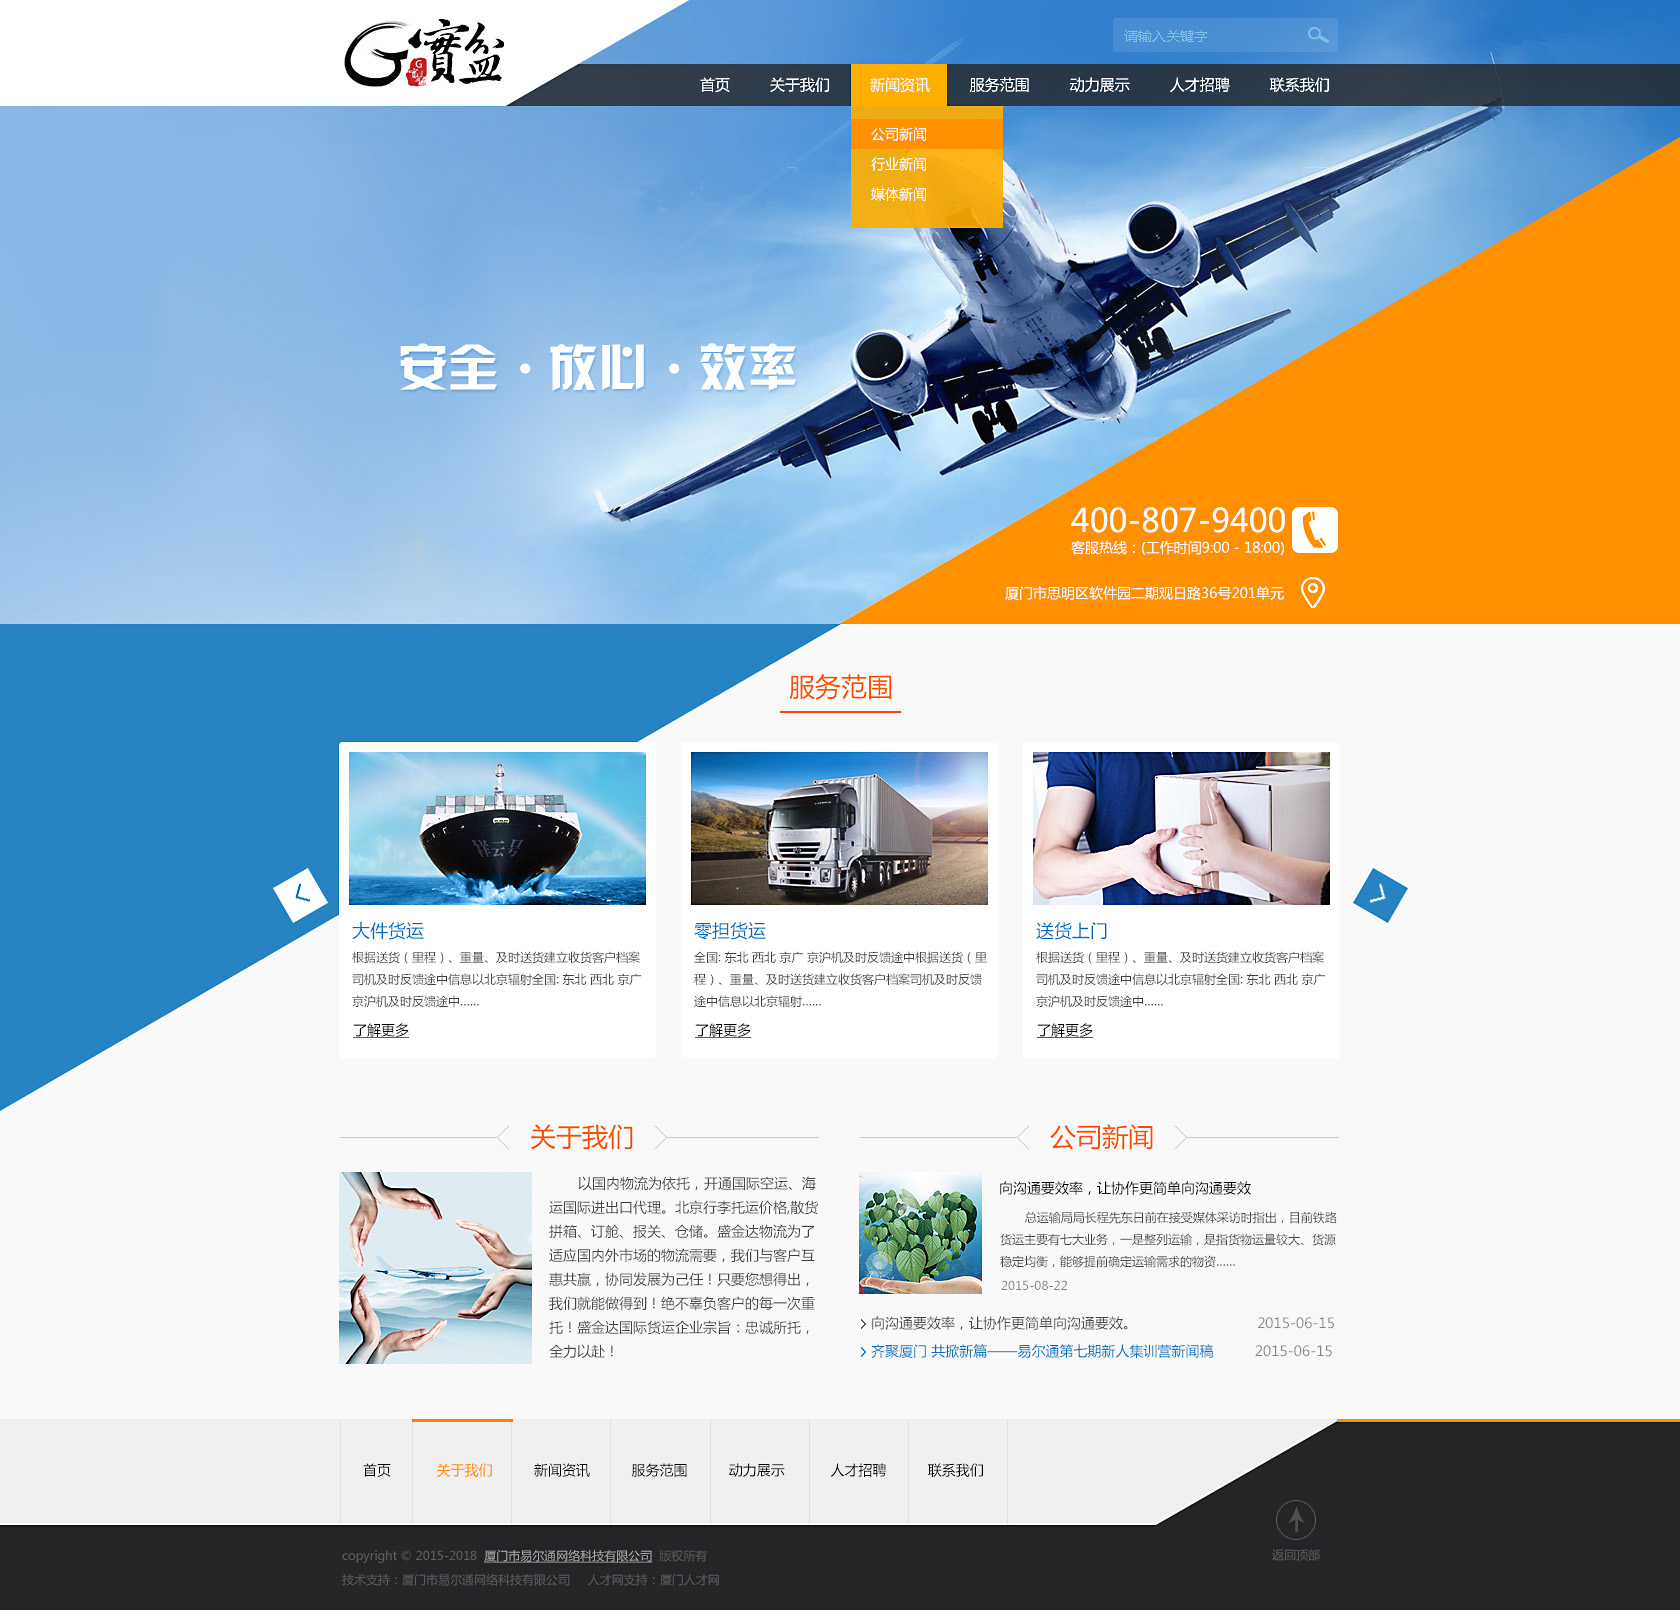 G實盆
请输入关键字
首页 关于我们 新闻资讯 服务范围 动力展示 人才招聘 联系我们
公司新闻
行业新闻
媒体新闻
安全·放心·效率
400-807-9400
客服热线：(工作时间9:00 - 18:00)
厦门市思明区软件园二期观日路36号201单元
服务范围
祥云号
大件货运
根据送货（里程）、重量、及时送货建立收货客户档案
司机及时反馈途中信息以北京辐射全国: 东北 西北 京广
京沪机及时反馈途中......
了解更多
零担货运
全国: 东北 西北 京广 京沪机及时反馈途中根据送货（里
程）、重量、及时送货建立收货客户档案司机及时反馈
途中信息以北京辐射......
了解更多
送货上门
根据送货（里程）、重量、及时送货建立收货客户档案
司机及时反馈途中信息以北京辐射全国: 东北 西北 京广
京沪机及时反馈途中......
了解更多
关于我们
以国内物流为依托，开通国际空运、海
运国际进出口代理。北京行李托运价格,散货
拼箱、订舱、报关、仓储。盛金达物流为了
适应国内外市场的物流需要，我们与客户互
惠共赢，协同发展为己任！只要您想得出，
我们就能做得到！绝不辜负客户的每一次重
托！盛金达国际货运企业宗旨：忠诚所托，
全力以赴！
公司新闻
向沟通要效率，让协作更简单向沟通要效
总运输局局长程先东日前在接受媒体采访时指出，目前铁路
货运主要有七大业务，一是整列运输，是指货物运量较大、货源
稳定均衡，能够提前确定运输需求的物资......
2015-08-22
向沟通要效率，让协作更简单向沟通要效。 2015-06-15
齐聚厦门 共掀新篇——易尔通第七期新人集训营新闻稿 2015-06-15
首页 关于我们 新闻资讯 服务范围 动力展示 人才招聘 联系我们
返回顶部
copyright © 2015-2018 厦门市易尔通网络科技有限公司 版权所有
技术支持：厦门市易尔通网络科技有限公司 人才网支持：厦门人才网